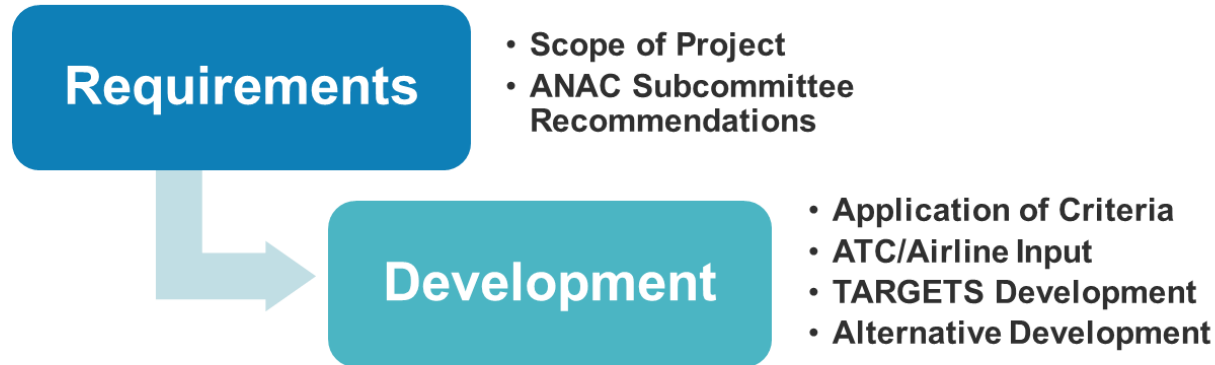 Requirements
• Scope of Project
• ANAC Subcommittee
Recommendations
Development
• Application of Criteria
• ATC/Airline Input
• TARGETS Development
• Alternative Development